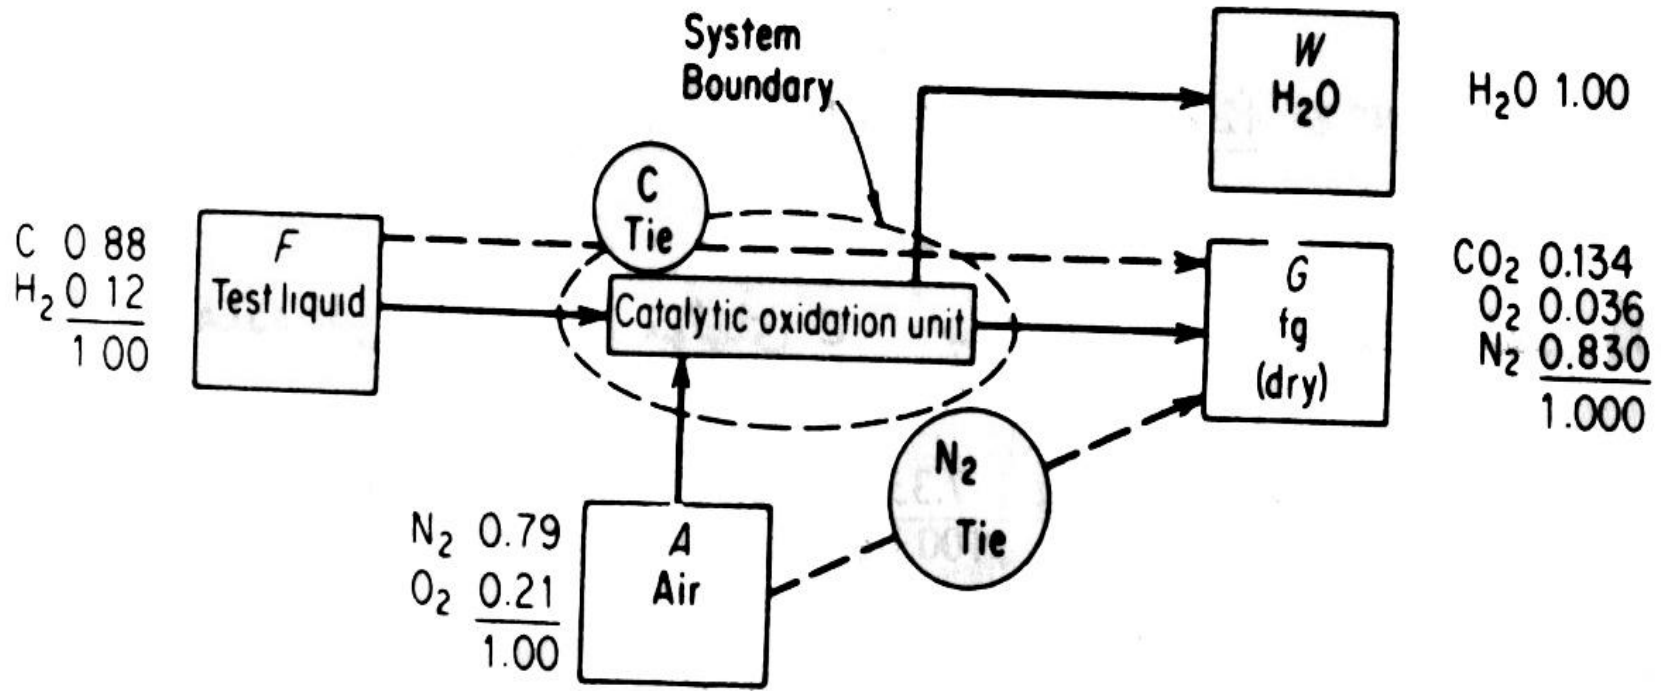 System
Boundary
W
H₂O
H₂O 1.00
C
Tie
C 0 88
H₂ 0 12
1 00
F
Test liquid
Catalytic oxidation unit
G
fg
(dry)
CO₂ 0.134
O₂ 0.036
N₂ 0.830
1.000
N₂
Tie
N₂ 0.79
O₂ 0.21
1.00
A
Air